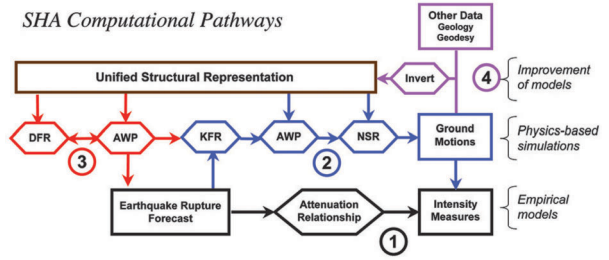 SHA Computational Pathways
Other Data
Geology
Geodesy
Unified Structural Representation
Invert
4
Improvement
of models
DFR
AWP
KFR
AWP
NSR
Ground
Motions
Physics-based
simulations
3
2
Earthquake Rupture
Forecast
Attenuation
Relationship
Intensity
Measures
Empirical
models
1